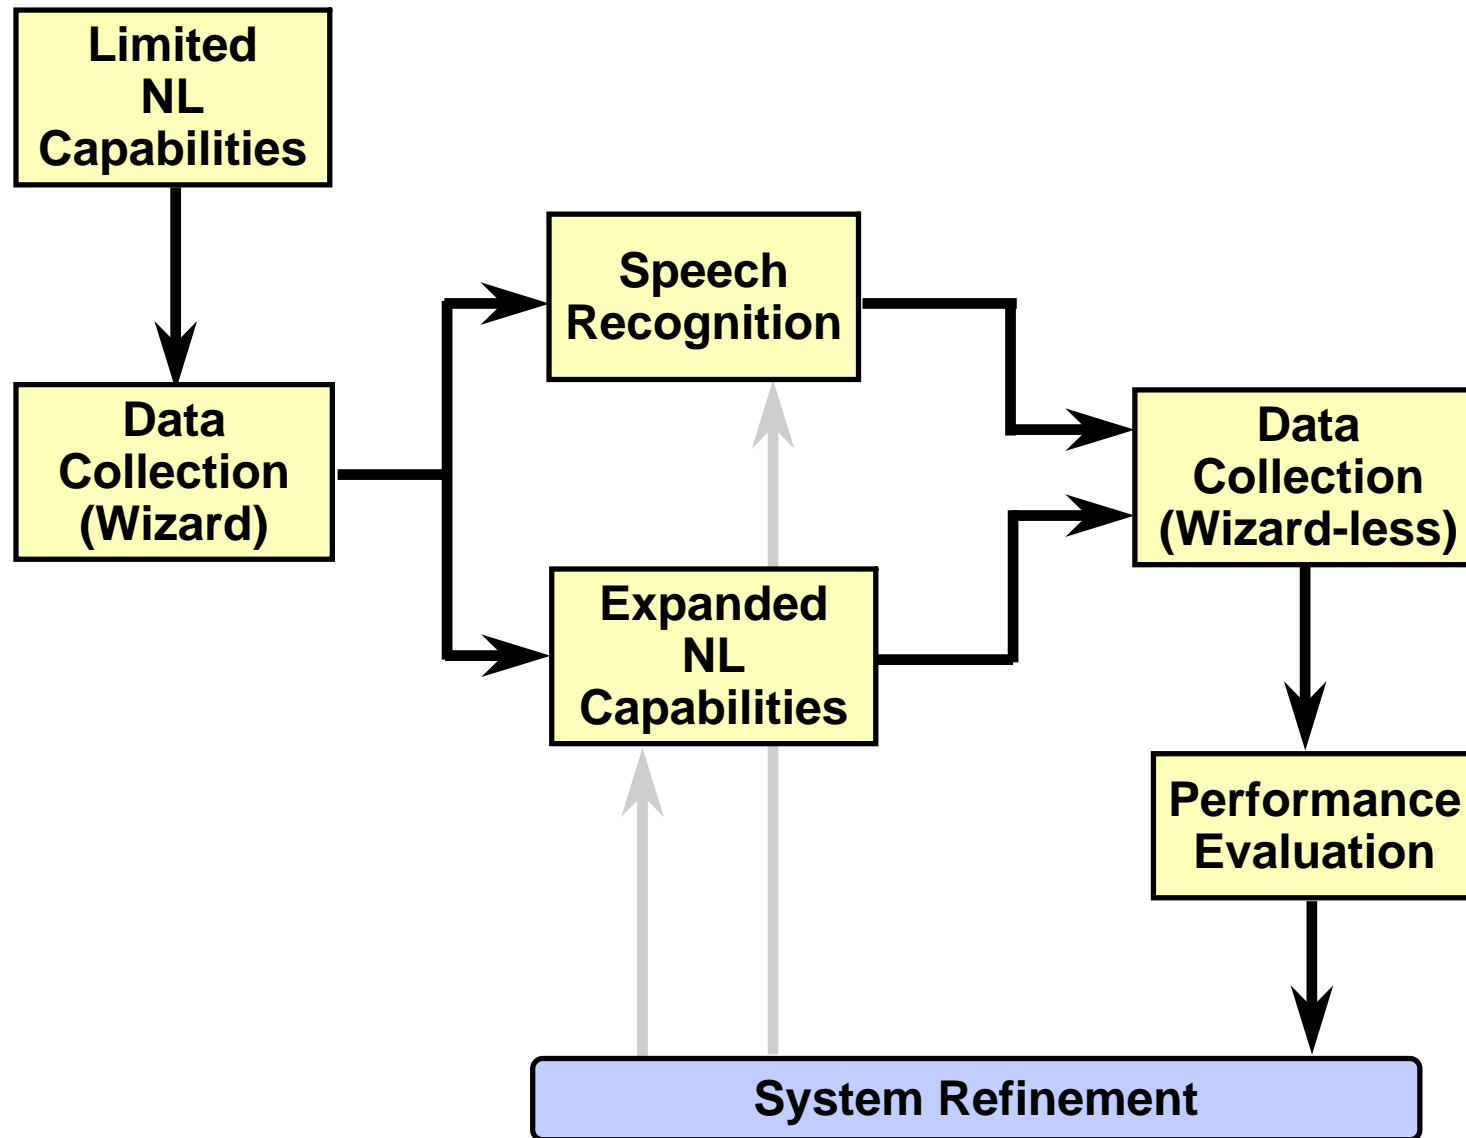 Limited
NL
Capabilities
Data
Collection
(Wizard)
Speech
Recognition
Expanded
NL
Capabilities
Data
Collection
(Wizard-less)
Performance
Evaluation
System Refinement